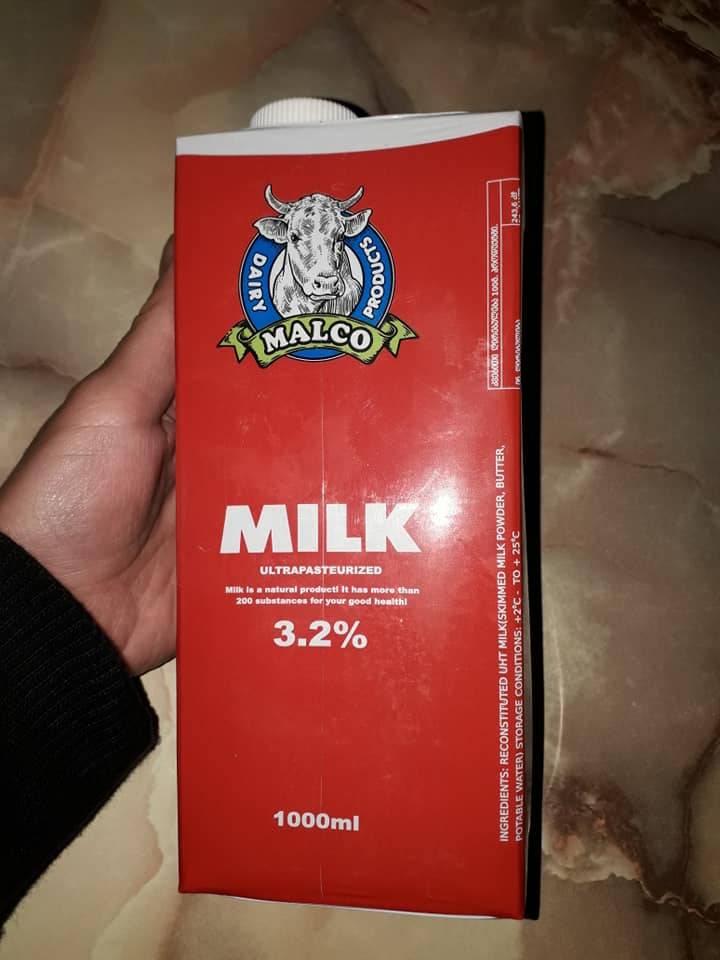 DAIRY
PRODUCTS
MALCO
MILK
ULTRAPASTEURIZED
Milk is a natural product! It has more than
200 substances for your good health!
3.2%
1000ml
INGREDIENTS: RECONSTITUTED UHT MILK(SKIMMED MILK POWDER, BUTTER,
POTABLE WATER) STORAGE CONDITIONS: +2°C - TO + 25°C